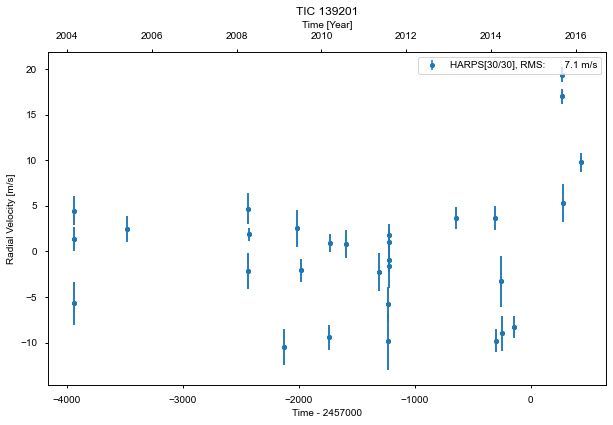 TIC 139201
Time [Year]
2004 2006 2008 2010 2012 2014 2016
HARPS[30/30], RMS: 7.1 m/s
20
15
10
5
0
−5
−10
Radial Velocity [m/s]
−4000 −3000 −2000 −1000 0
Time - 2457000